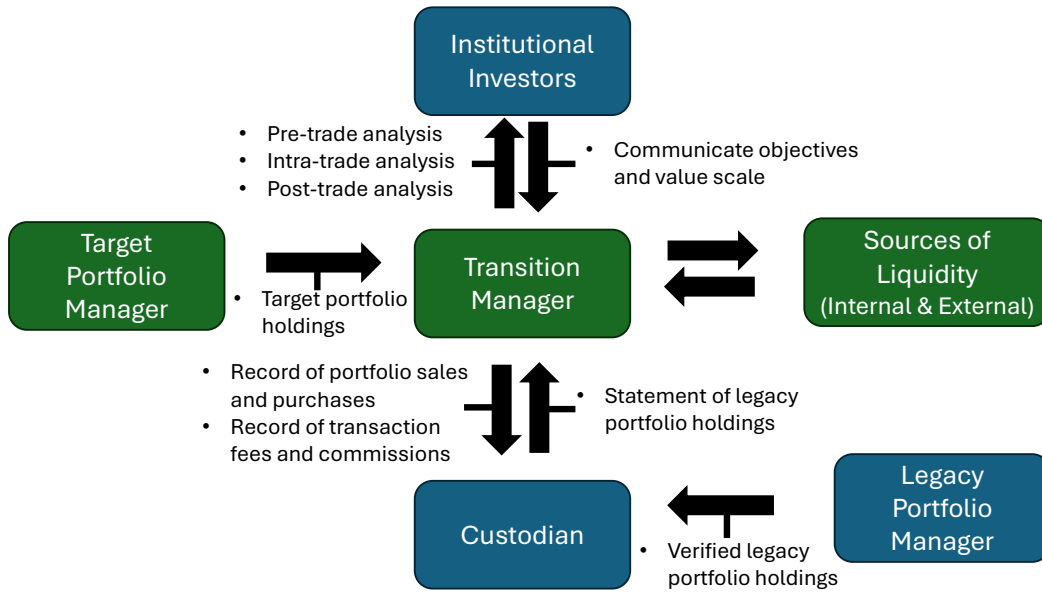 Institutional
Investors
• Pre-trade analysis
• Intra-trade analysis
• Post-trade analysis
• Communicate objectives
and value scale
Target
Portfolio
Manager
• Target portfolio
holdings
Transition
Manager
Sources of
Liquidity
(Internal & External)
• Record of portfolio sales
and purchases
• Record of transaction
fees and commissions
• Statement of legacy
portfolio holdings
Custodian
• Verified legacy
portfolio holdings
Legacy
Portfolio
Manager